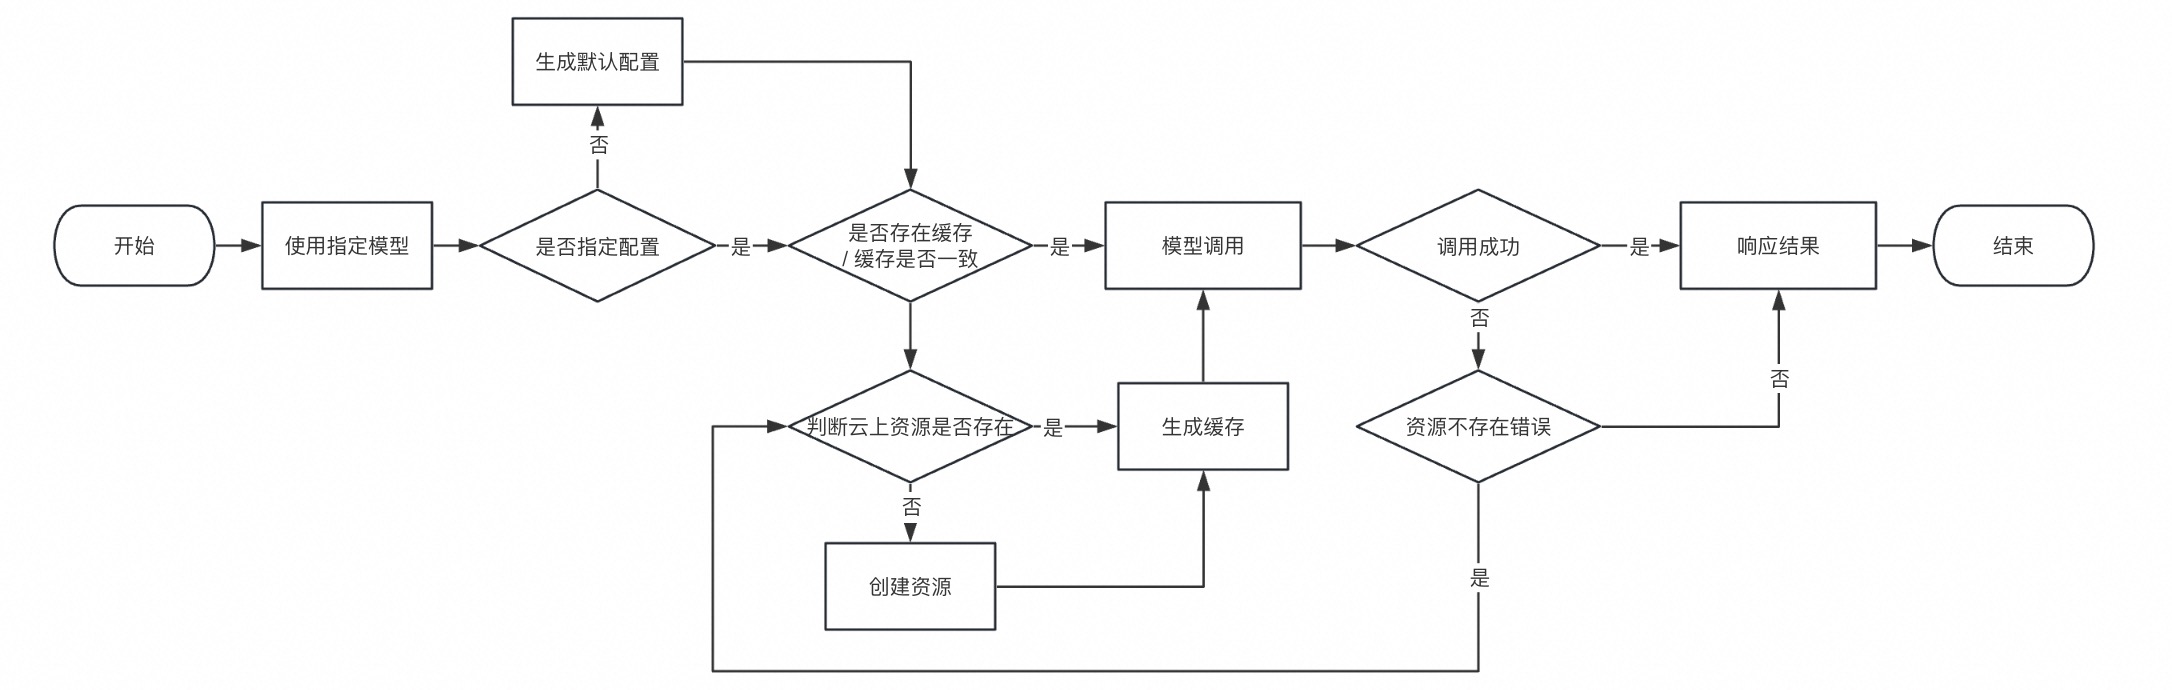 生成默认配置
否
开始
使用指定模型
是否指定配置
是
是否存在缓存
/ 缓存是否一致
是
模型调用
调用成功
是
响应结果
结束
否
否
判断云上资源是否存在
是
生成缓存
资源不存在错误
否
创建资源
是